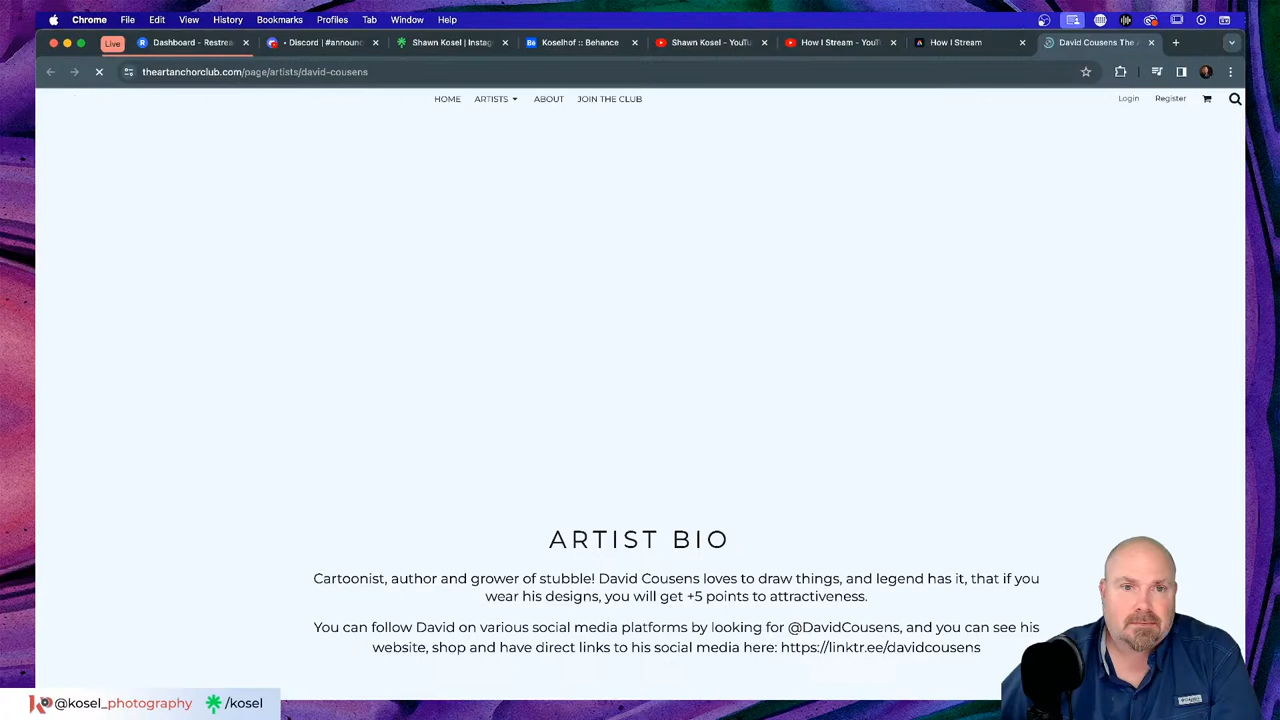 Chrome File Edit View History Bookmarks Profiles Tab Window Help
Live Dashboard - Restrea Discord | #announc Shawn Kosel | Instag Koselhof :: Behance Shawn Kosel - YouTu How I Stream - YouTu How I Stream David Cousens The A
theartanchorclub.com/page/artists/david-cousens
HOME ARTISTS ABOUT JOIN THE CLUB Login Register
ARTIST BIO
Cartoonist, author and grower of stubble! David Cousens loves to draw things, and legend has it, that if you
wear his designs, you will get +5 points to attractiveness.
You can follow David on various social media platforms by looking for @DavidCousens, and you can see his
website, shop and have direct links to his social media here: https://linktr.ee/davidcousens
@kosel_photography /kosel